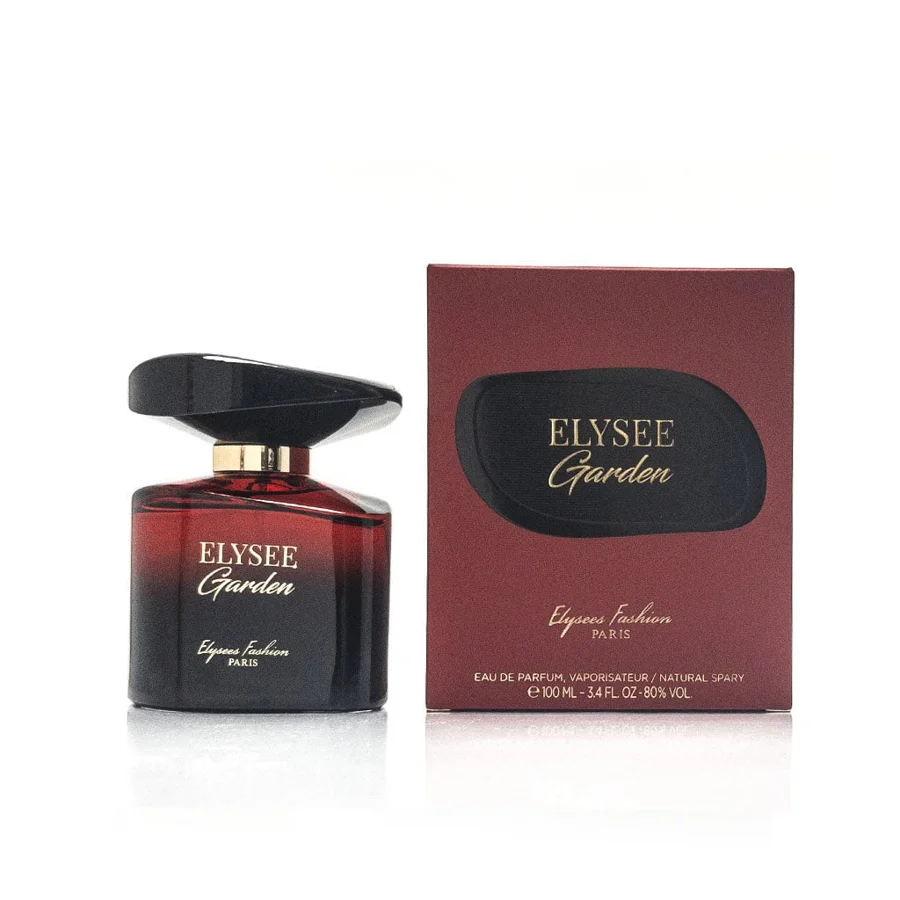 ELYSEE
Garden
Elysees Fashion
PARIS
ELYSEE
Garden
Elysees Fashion
PARIS
EAU DE PARFUM, VAPORISATEUR / NATURAL SPARY
℮ 100 ML - 3.4 FL. OZ - 80% VOL.